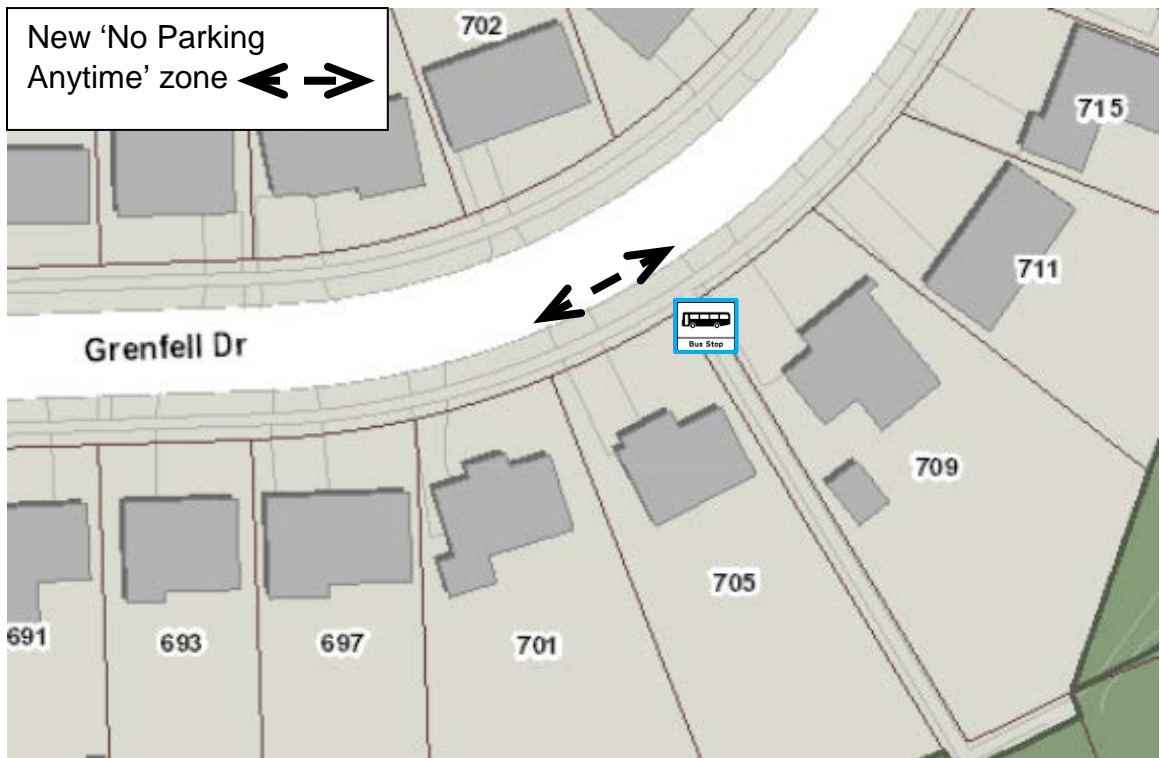 New ‘No Parking
Anytime’ zone
702
715
711
Bus Stop
Grenfell Dr
709
705
691
693
697
701